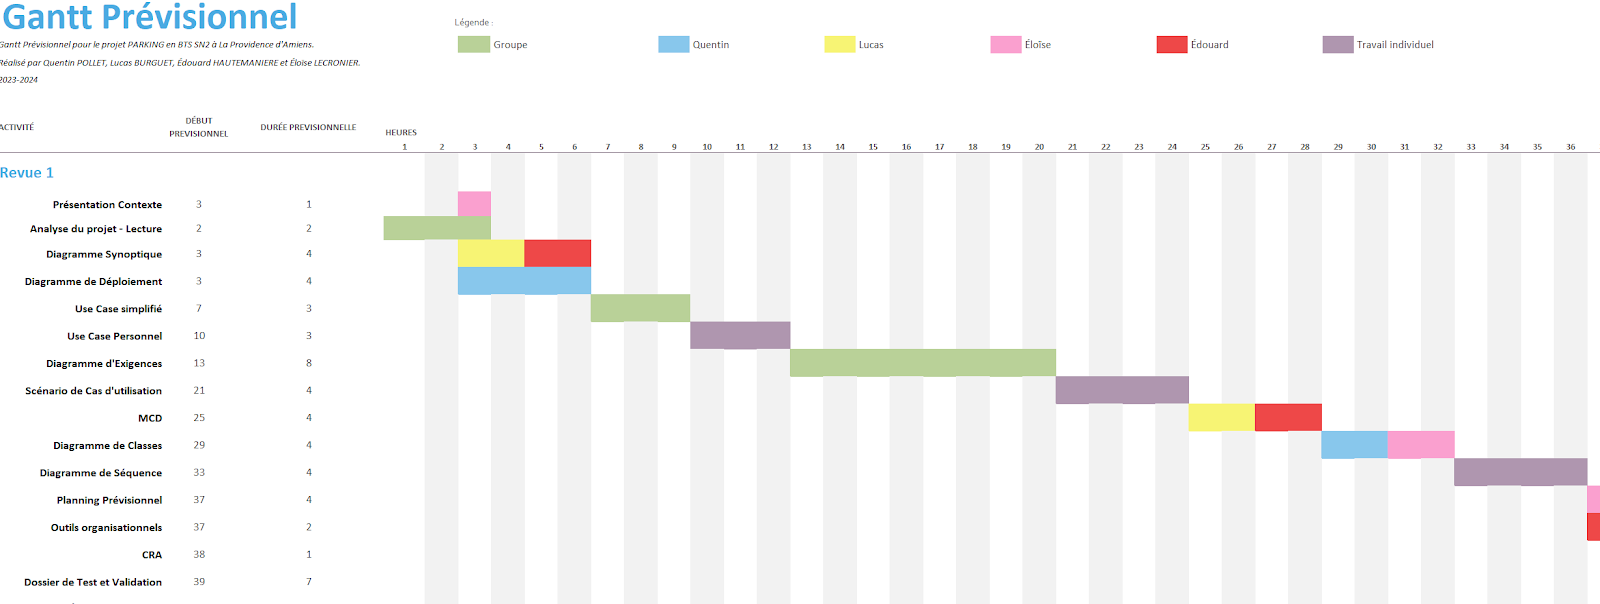 Gantt Prévisionnel
Gantt Prévisionnel pour le projet PARKING en BTS SN2 à La Providence d'Amiens.
Réalisé par Quentin POLLET, Lucas BURGUET, Édouard HAUTEMANIERE et Éloïse LECRONIER.
2023-2024
Légende :
Groupe Quentin Lucas Éloïse Édouard Travail individuel
ACTIVITÉ DÉBUT PREVISIONNEL DURÉE PREVISIONNELLE HEURES
1 2 3 4 5 6 7 8 9 10 11 12 13 14 15 16 17 18 19 20 21 22 23 24 25 26 27 28 29 30 31 32 33 34 35 36
Revue 1
Présentation Contexte 3 1
Analyse du projet - Lecture 2 2
Diagramme Synoptique 3 4
Diagramme de Déploiement 3 4
Use Case simplifié 7 3
Use Case Personnel 10 3
Diagramme d'Exigences 13 8
Scénario de Cas d'utilisation 21 4
MCD 25 4
Diagramme de Classes 29 4
Diagramme de Séquence 33 4
Planning Prévisionnel 37 4
Outils organisationnels 37 2
CRA 38 1
Dossier de Test et Validation 39 7